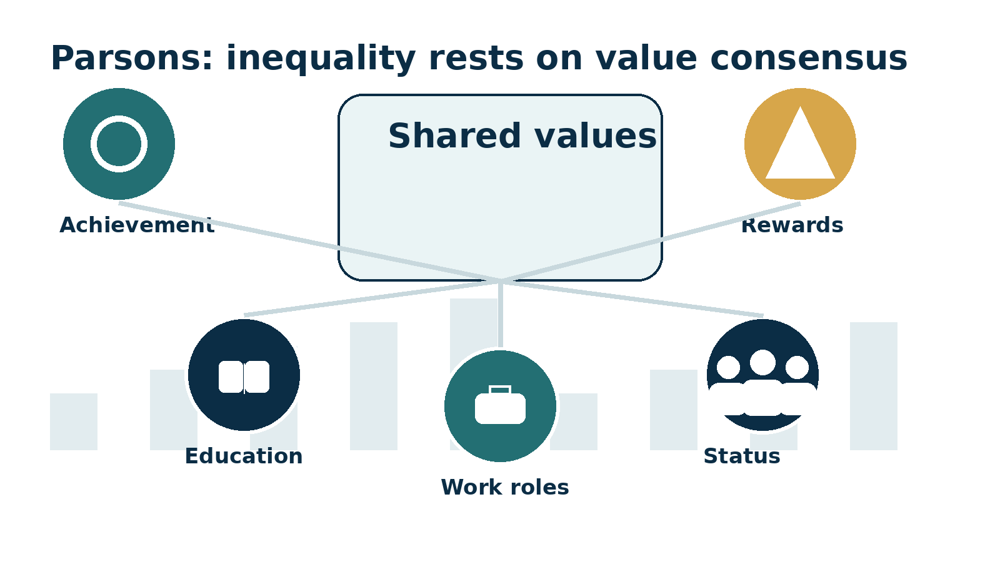 Parsons: inequality rests on value consensus
Shared values
Achievement
Rewards
Education
Status
Work roles